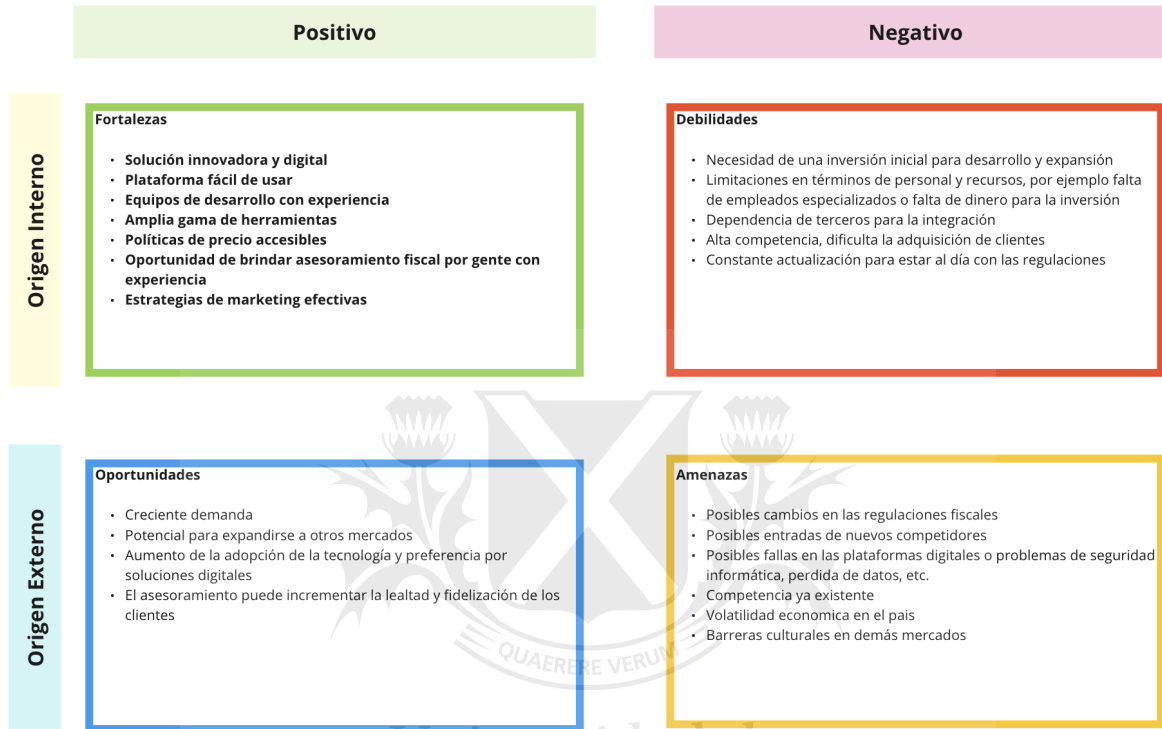 Positivo
Negativo
Origen Interno
Fortalezas
· Solución innovadora y digital
· Plataforma fácil de usar
· Equipos de desarrollo con experiencia
· Amplia gama de herramientas
· Políticas de precio accesibles
· Oportunidad de brindar asesoramiento fiscal por gente con
experiencia
· Estrategias de marketing efectivas
Debilidades
· Necesidad de una inversión inicial para desarrollo y expansión
· Limitaciones en términos de personal y recursos, por ejemplo falta
de empleados especializados o falta de dinero para la inversión
· Dependencia de terceros para la integración
· Alta competencia, dificulta la adquisición de clientes
· Constante actualización para estar al día con las regulaciones
Origen Externo
Oportunidades
· Creciente demanda
· Potencial para expandirse a otros mercados
· Aumento de la adopción de la tecnología y preferencia por
soluciones digitales
· El asesoramiento puede incrementar la lealtad y fidelización de los
clientes
Amenazas
· Posibles cambios en las regulaciones fiscales
· Posibles entradas de nuevos competidores
· Posibles fallas en las plataformas digitales o problemas de seguridad
informática, perdida de datos, etc.
· Competencia ya existente
· Volatilidad economica en el pais
· Barreras culturales en demás mercados
QUAERERE VERUM